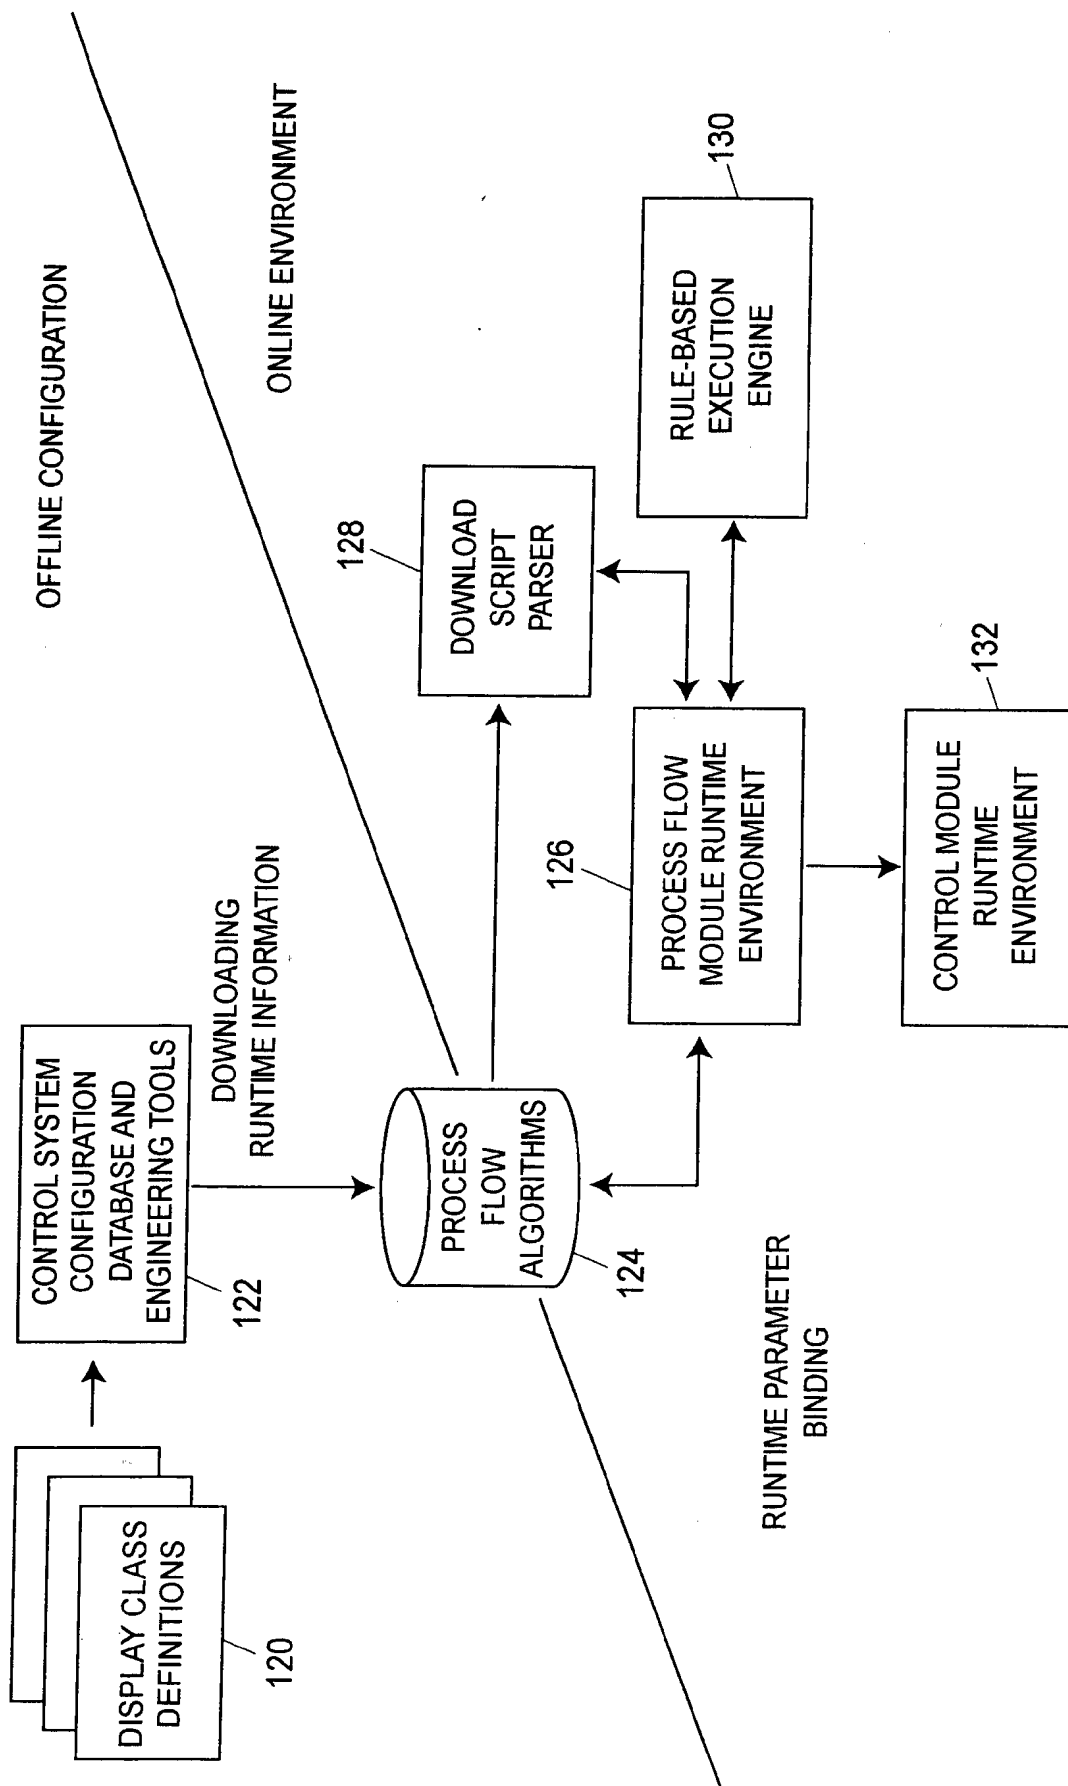 OFFLINE CONFIGURATION
ONLINE ENVIRONMENT
DISPLAY CLASS
DEFINITIONS
120
CONTROL SYSTEM
CONFIGURATION
DATABASE AND
ENGINEERING TOOLS
122
DOWNLOADING
RUNTIME INFORMATION
PROCESS
FLOW
ALGORITHMS
124
DOWNLOAD
SCRIPT
PARSER
128
RULE-BASED
EXECUTION
ENGINE
130
PROCESS FLOW
MODULE RUNTIME
ENVIRONMENT
126
CONTROL MODULE
RUNTIME
ENVIRONMENT
132
RUNTIME PARAMETER
BINDING